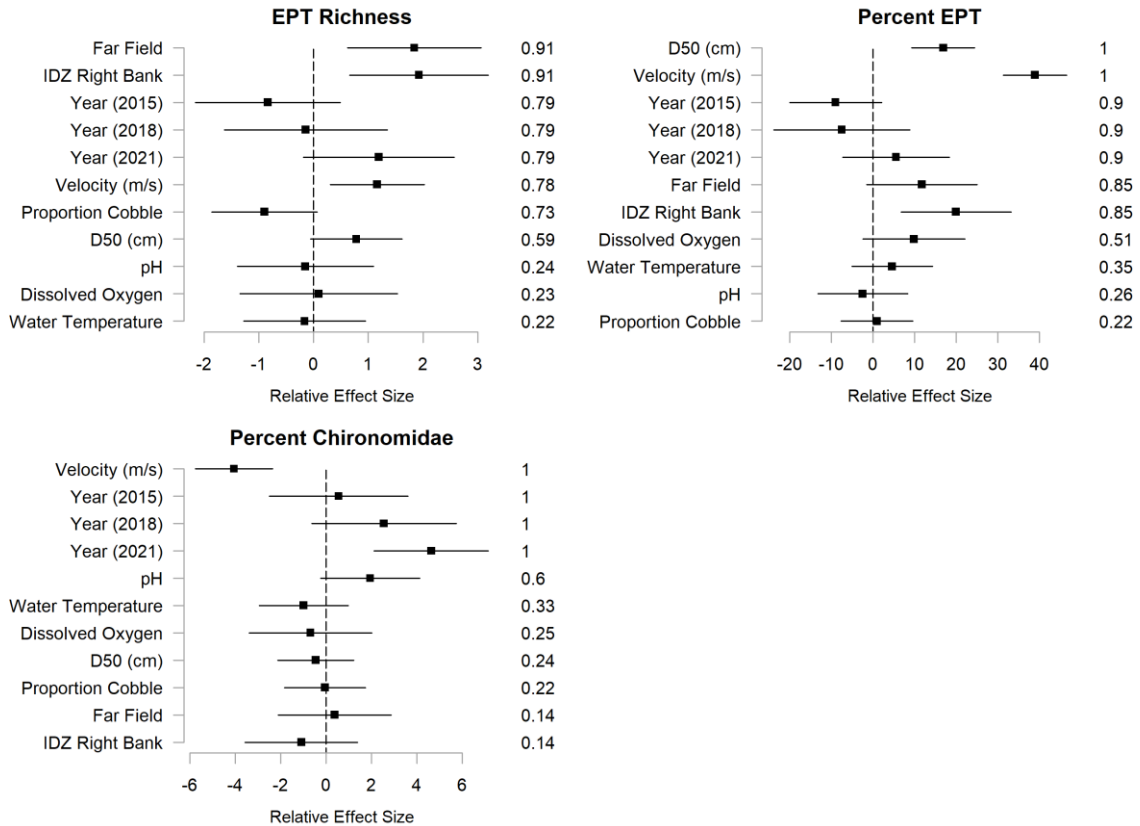 EPT Richness
Far Field 0.91
IDZ Right Bank 0.91
Year (2015) 0.79
Year (2018) 0.79
Year (2021) 0.79
Velocity (m/s) 0.78
Proportion Cobble 0.73
D50 (cm) 0.59
pH 0.24
Dissolved Oxygen 0.23
Water Temperature 0.22
-2 -1 0 1 2 3
Relative Effect Size
Percent EPT
D50 (cm) 1
Velocity (m/s) 1
Year (2015) 0.9
Year (2018) 0.9
Year (2021) 0.9
Far Field 0.85
IDZ Right Bank 0.85
Dissolved Oxygen 0.51
Water Temperature 0.35
pH 0.26
Proportion Cobble 0.22
-20 -10 0 10 20 30 40
Relative Effect Size
Percent Chironomidae
Velocity (m/s) 1
Year (2015) 1
Year (2018) 1
Year (2021) 1
pH 0.6
Water Temperature 0.33
Dissolved Oxygen 0.25
D50 (cm) 0.24
Proportion Cobble 0.22
Far Field 0.14
IDZ Right Bank 0.14
-6 -4 -2 0 2 4 6
Relative Effect Size